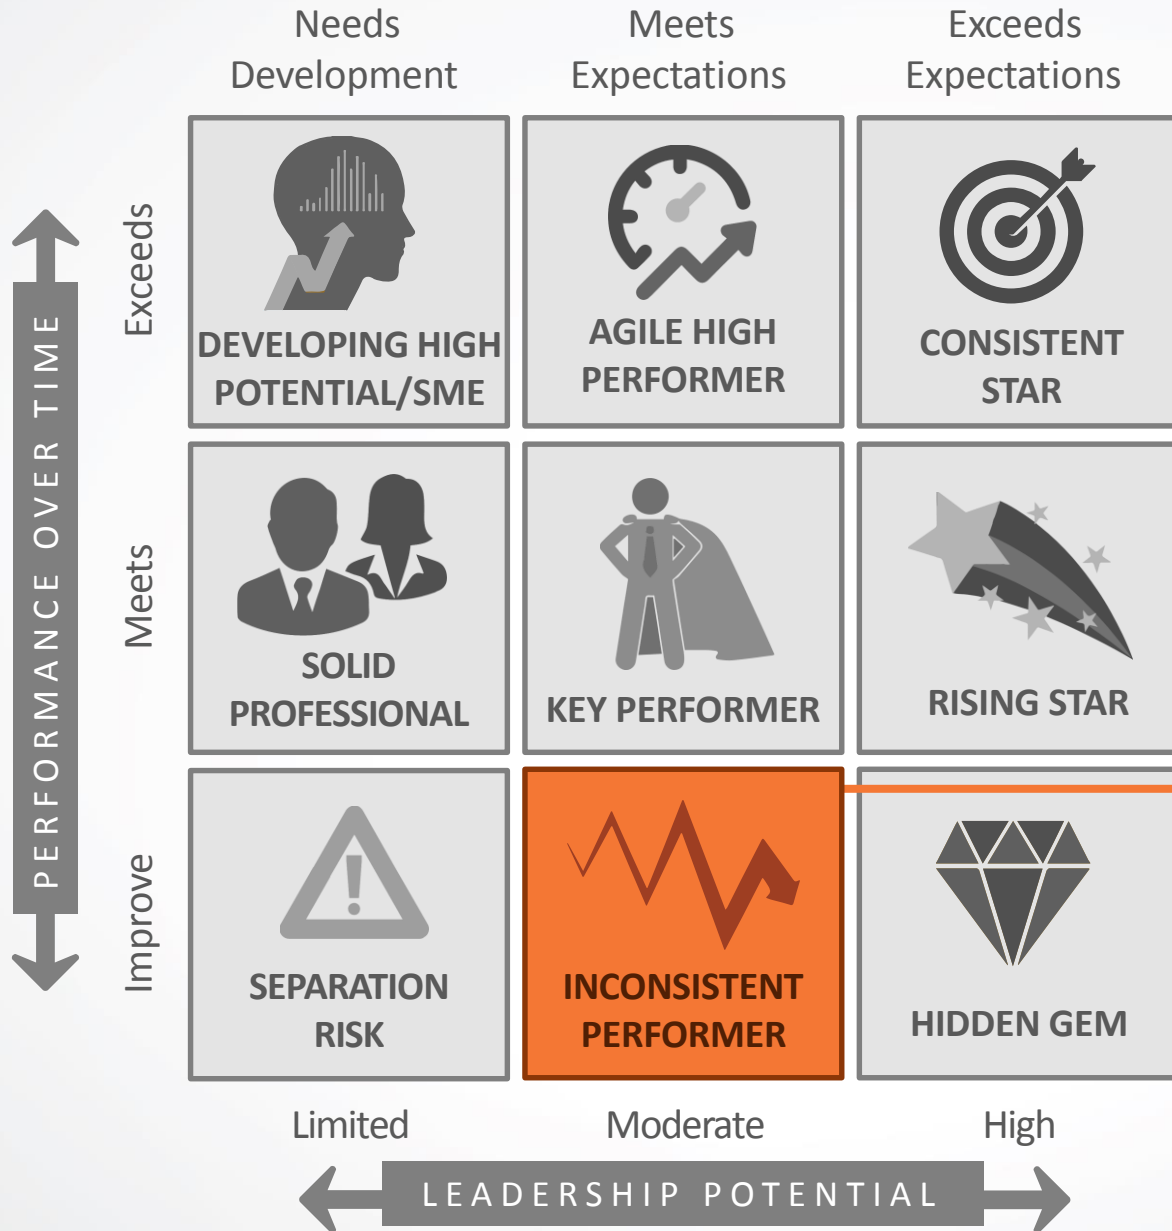 Needs
Development
Meets
Expectations
Exceeds
Expectations
PERFORMANCE OVER TIME
Exceeds
DEVELOPING HIGH
POTENTIAL/SME
AGILE HIGH
PERFORMER
CONSISTENT
STAR
Meets
SOLID
PROFESSIONAL
KEY PERFORMER
RISING STAR
Improve
SEPARATION
RISK
INCONSISTENT
PERFORMER
HIDDEN GEM
Limited
Moderate
High
LEADERSHIP POTENTIAL